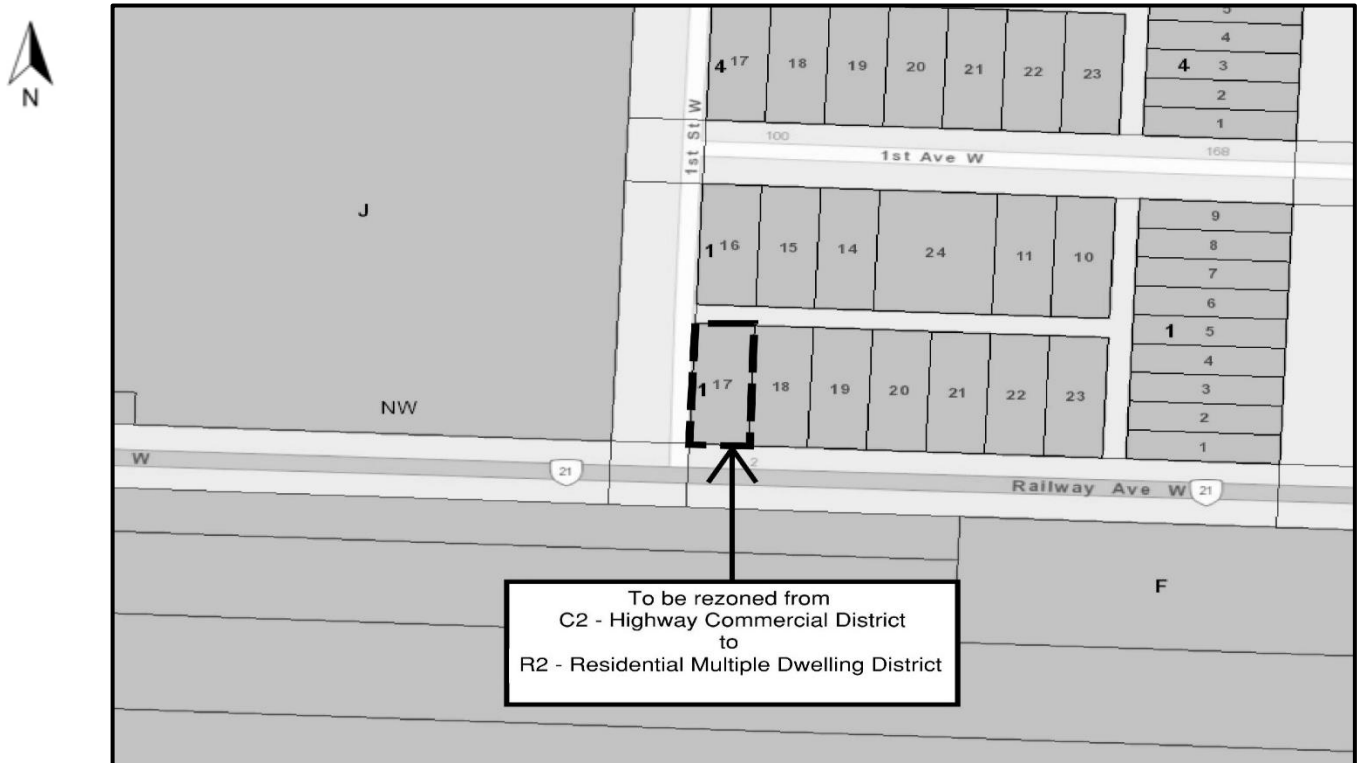 N
5
4
4 3
2
1
4 17 18 19 20 21 22 23
1st St W
100
1st Ave W
168
J
1 16 15 14 24 11 10
9
8
7
6
1 5
4
3
2
1
1 17 18 19 20 21 22 23
NW
W
21
2
Railway Ave W 21
F
To be rezoned from
C2 - Highway Commercial District
to
R2 - Residential Multiple Dwelling District